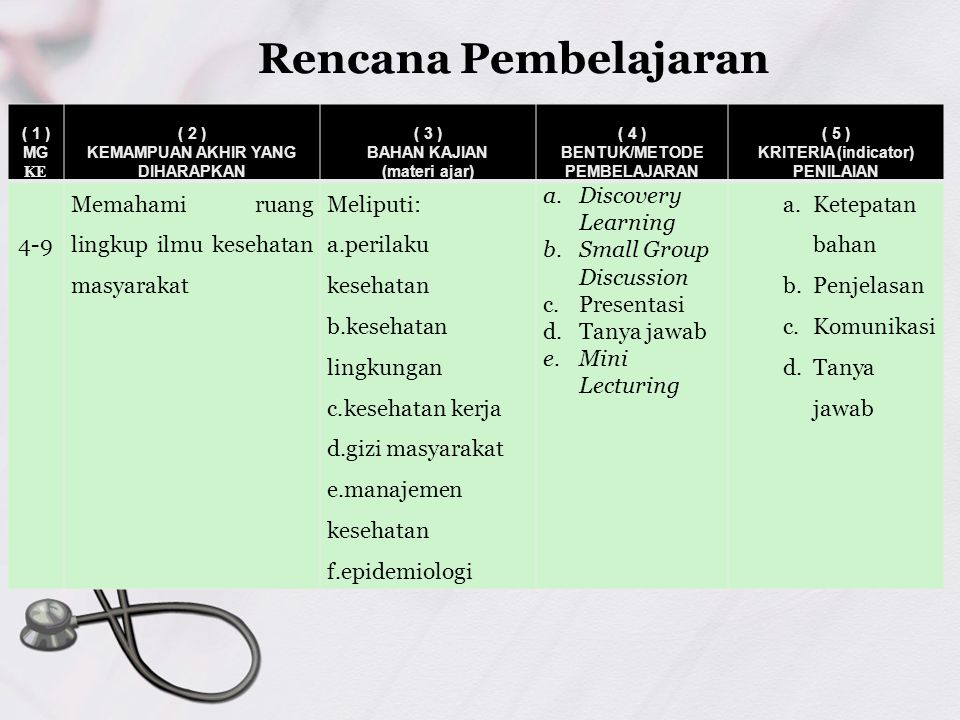 Rencana Pembelajaran
( 1 )
MG
KE
( 2 )
KEMAMPUAN AKHIR YANG
DIHARAPKAN
( 3 )
BAHAN KAJIAN
(materi ajar)
( 4 )
BENTUK/METODE
PEMBELAJARAN
( 5 )
KRITERIA (indicator)
PENILAIAN
4-9
Memahami ruang
lingkup ilmu kesehatan
masyarakat
Meliputi:
a.perilaku
kesehatan
b.kesehatan
lingkungan
c.kesehatan kerja
d.gizi masyarakat
e.manajemen
kesehatan
f.epidemiologi
a. Discovery
Learning
b. Small Group
Discussion
c. Presentasi
d. Tanya jawab
e. Mini
Lecturing
a. Ketepatan
bahan
b. Penjelasan
c. Komunikasi
d. Tanya
jawab